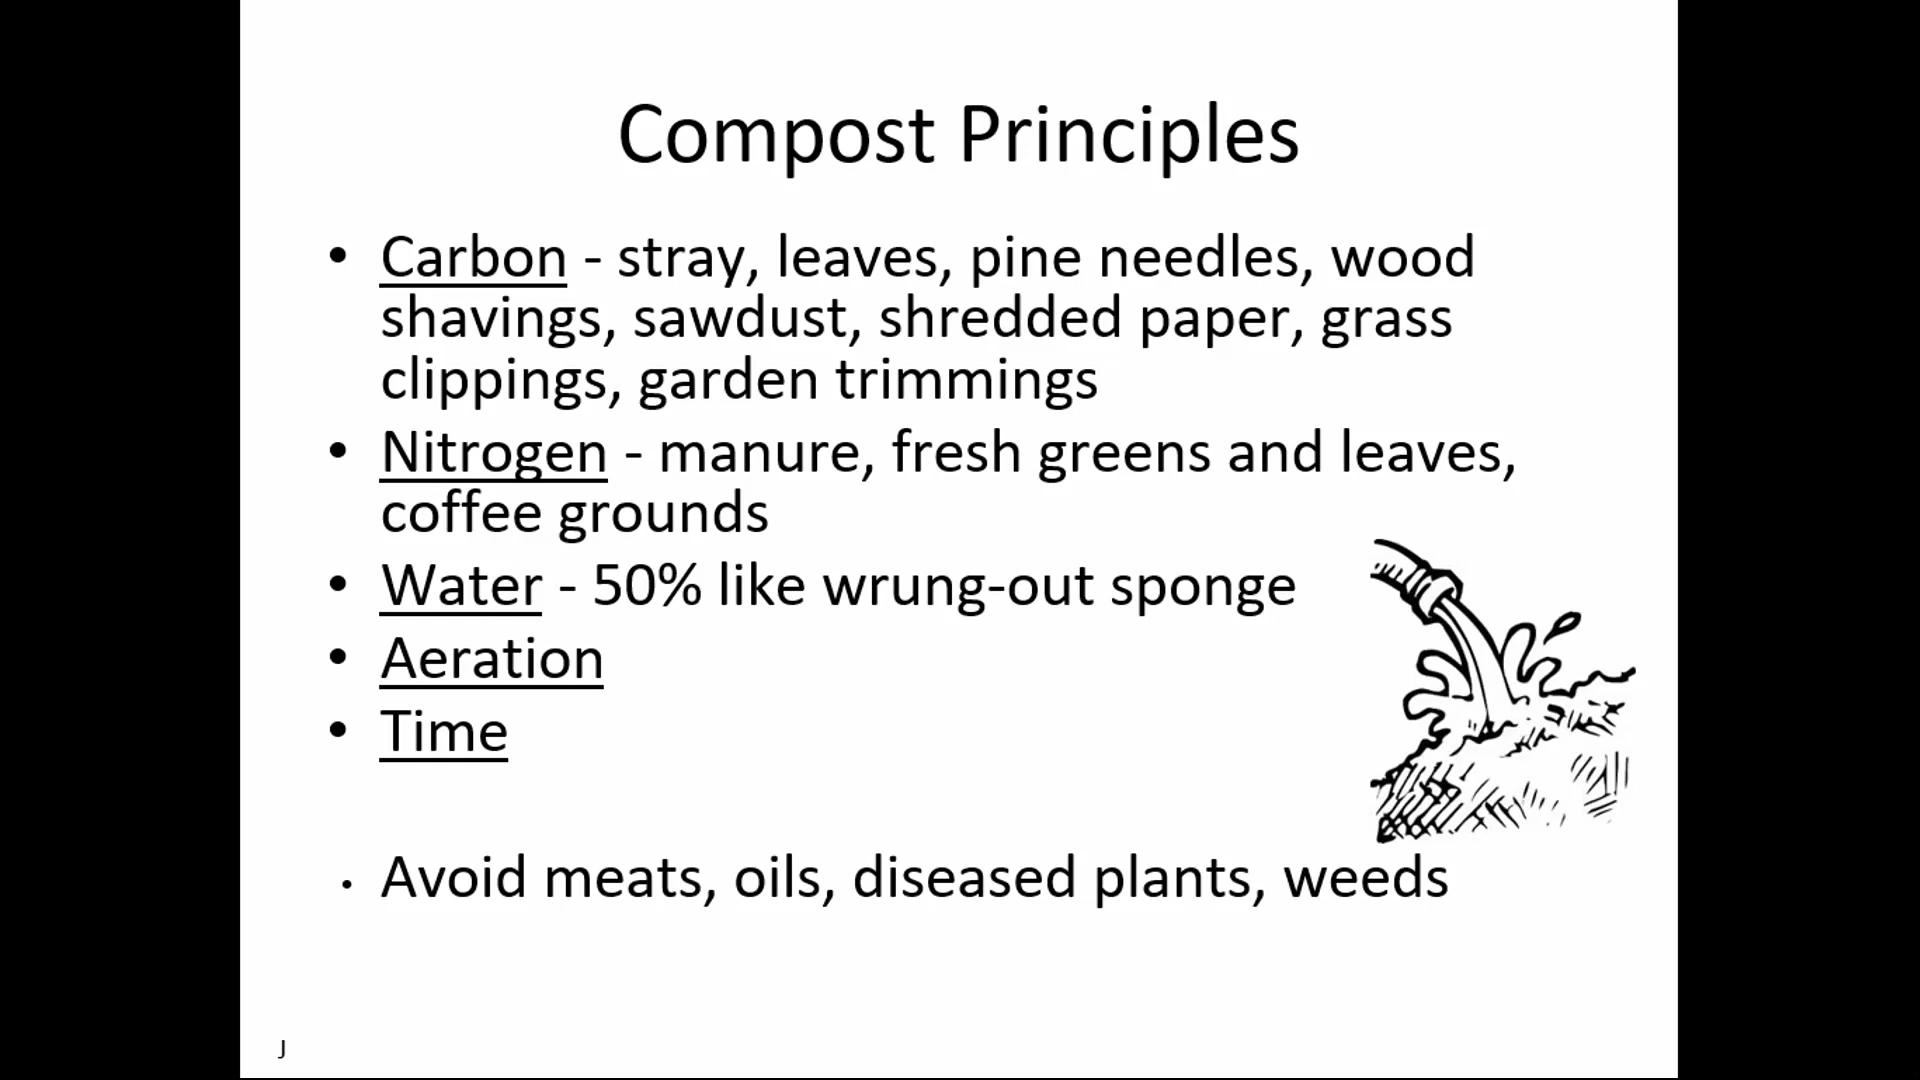 Compost Principles
• Carbon - stray, leaves, pine needles, wood
shavings, sawdust, shredded paper, grass
clippings, garden trimmings
• Nitrogen - manure, fresh greens and leaves,
coffee grounds
• Water - 50% like wrung-out sponge
• Aeration
• Time
• Avoid meats, oils, diseased plants, weeds
J